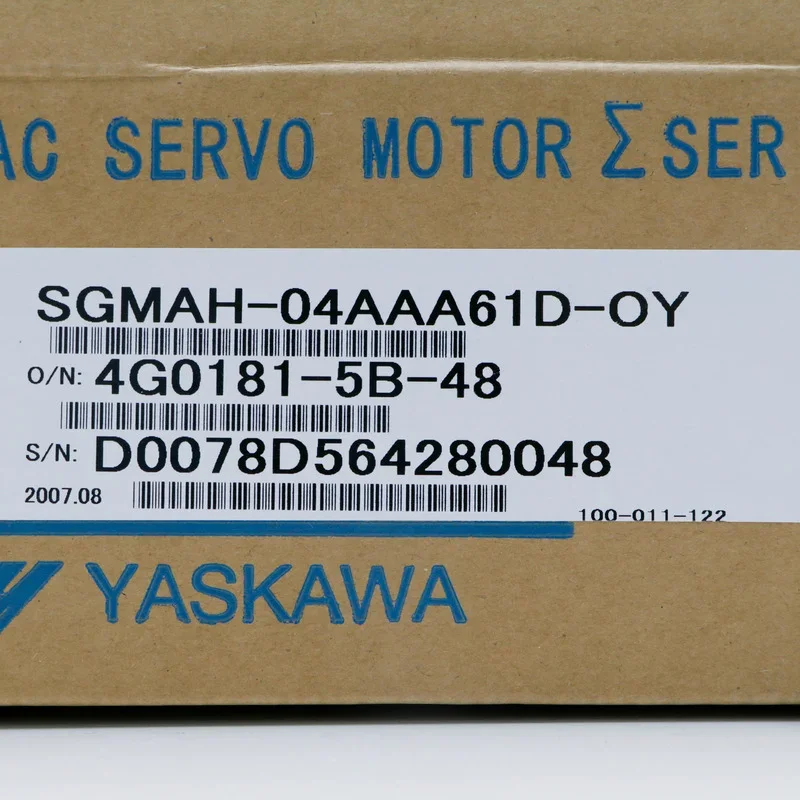 AC SERVO MOTOR Σ SER
SGMAH-04AAA61D-OY
O/N: 4G0181-5B-48
S/N: D0078D564280048
2007.08
100-011-122
YASKAWA